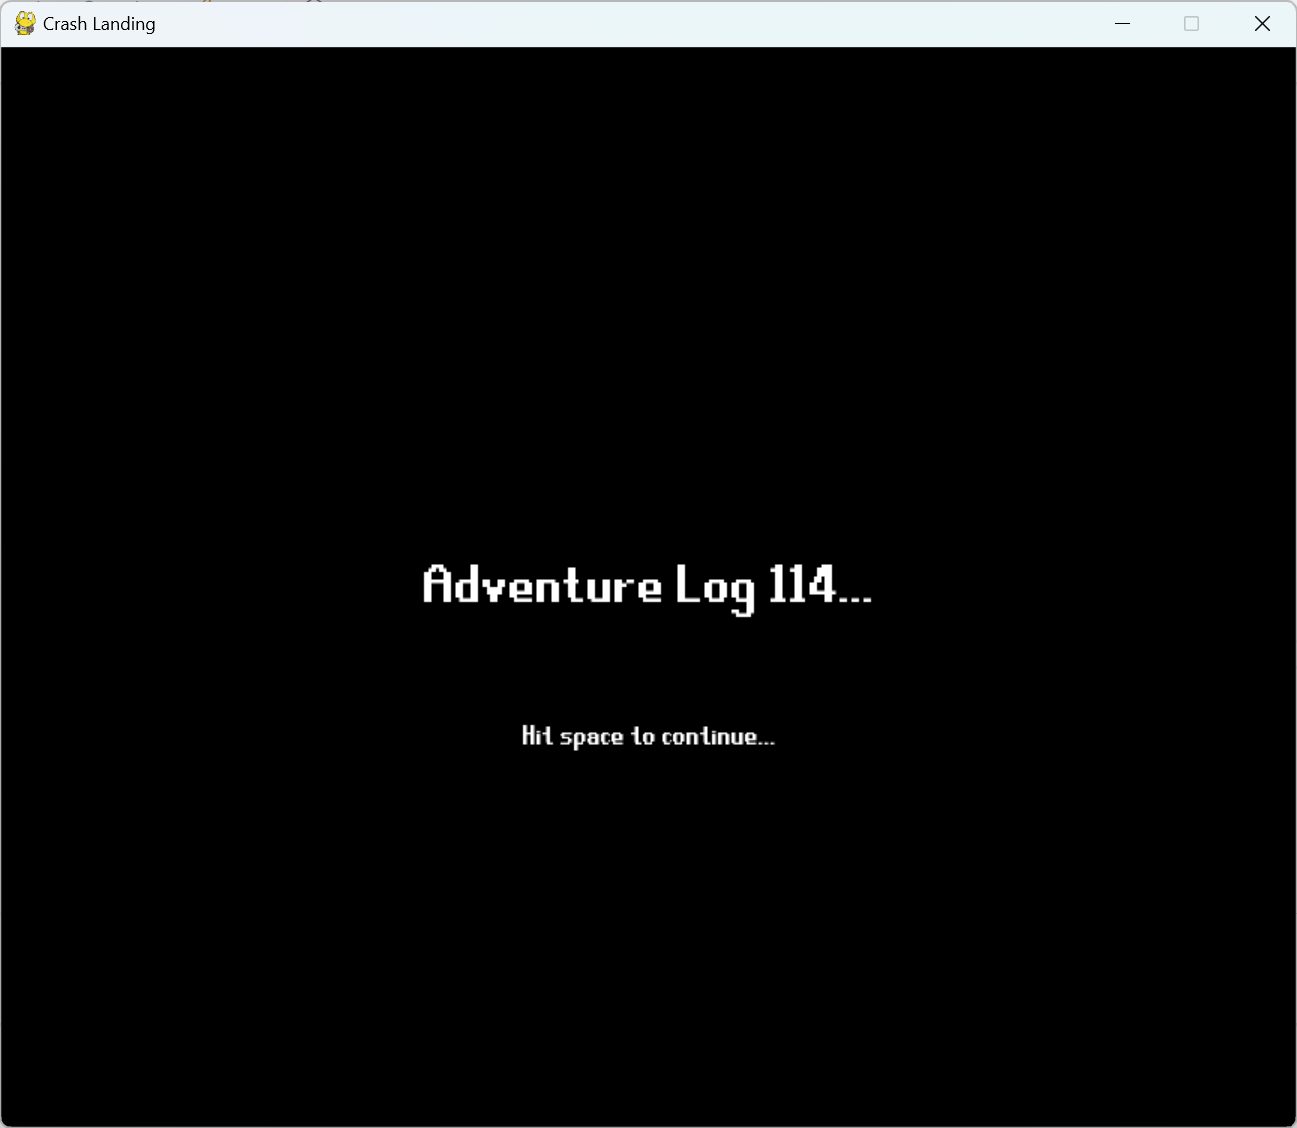 Crash Landing
Adventure Log 114...
Hit space to continue...